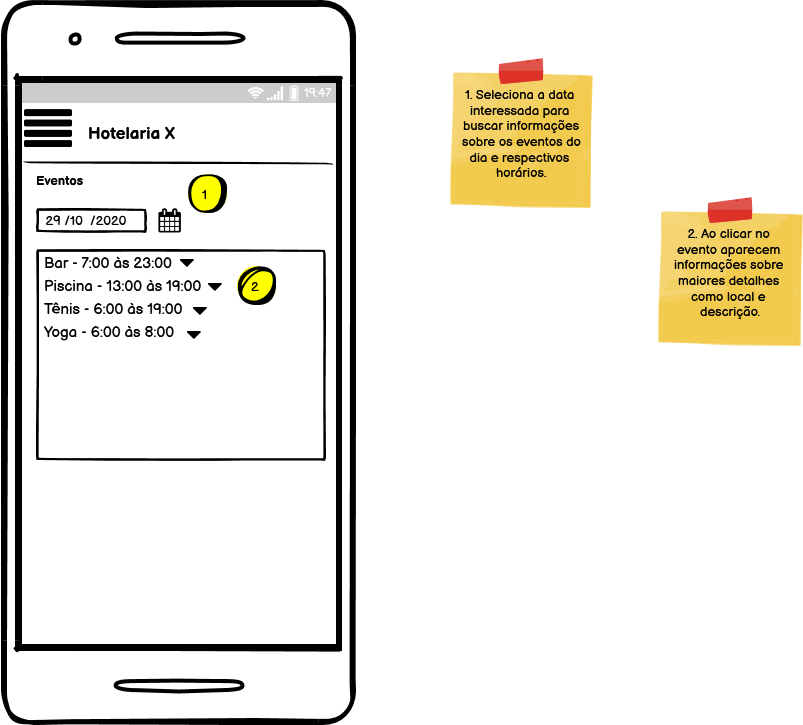 19:47
Hotelaria X
Eventos
1
29 /10 /2020
Bar - 7:00 às 23:00
Piscina - 13:00 às 19:00
2
Tênis - 6:00 às 19:00
Yoga - 6:00 às 8:00
1. Seleciona a data
interessada para
buscar informações
sobre os eventos do
dia e respectivos
horários.
2. Ao clicar no
evento aparecem
informações sobre
maiores detalhes
como local e
descrição.